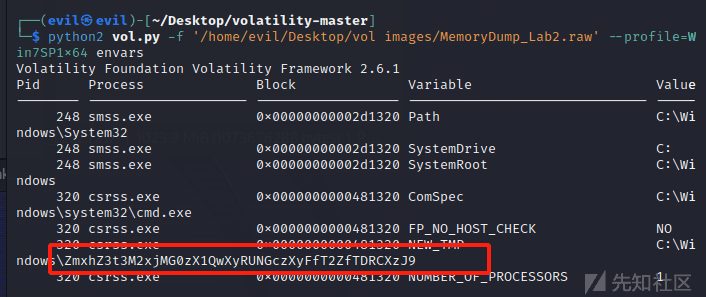 ┌──(evil㉿evil)-[~/Desktop/volatility-master]
└─$ python2 vol.py -f '/home/evil/Desktop/vol images/MemoryDump_Lab2.raw' --profile=W
in7SP1×64 envars
Volatility Foundation Volatility Framework 2.6.1
Pid Process Block Variable Value
248 smss.exe 0×00000000002d1320 Path C:\Wi
ndows\System32
248 smss.exe 0×00000000002d1320 SystemDrive C:
248 smss.exe 0×00000000002d1320 SystemRoot C:\Wi
ndows
320 csrss.exe 0×0000000000481320 ComSpec C:\Wi
ndows\system32\cmd.exe
320 csrss.exe 0×0000000000481320 FP_NO_HOST_CHECK NO
320 csrss.exe 0×0000000000481320 NEW_TMP C:\Wi
ndows\ZmxhZ3t3M2xjMG0zX1QwXyRUNGczXyFfT2ZfTDRCXzJ9
320 csrss.exe 0×0000000000481320 NUMBER_OF_PROCESSORS 1
先知社区